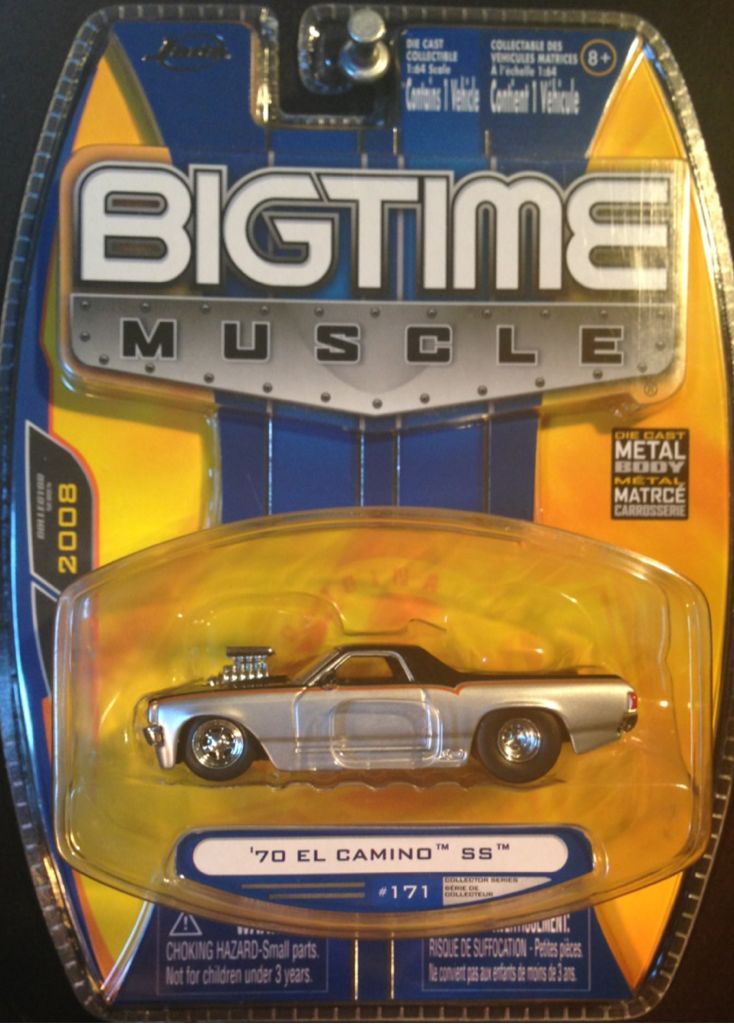 Jada
DIE CAST
COLLECTIBLE
1:64 Scale
Contains 1 Vehicle
COLLECTABLE DES
VEHICULES MATRICES
A l'échelle 1:64
Contient 1 Véhicule
8+
BIGTIME
MUSCLE
®
DIE CAST
METAL
BODY
MÉTAL
MATRCÉ
CARROSSERIE
COLLECTOR
SERIES
2008
'70 EL CAMINO™ SS™
#171
COLLECTOR SERIES
SÉRIE DE
COLLECTEUR
CHOKING HAZARD-Small parts.
Not for children under 3 years.
RISQUE DE SUFFOCATION - Petites pièces.
Ne convient pas aux enfants de moins de 3 ans.